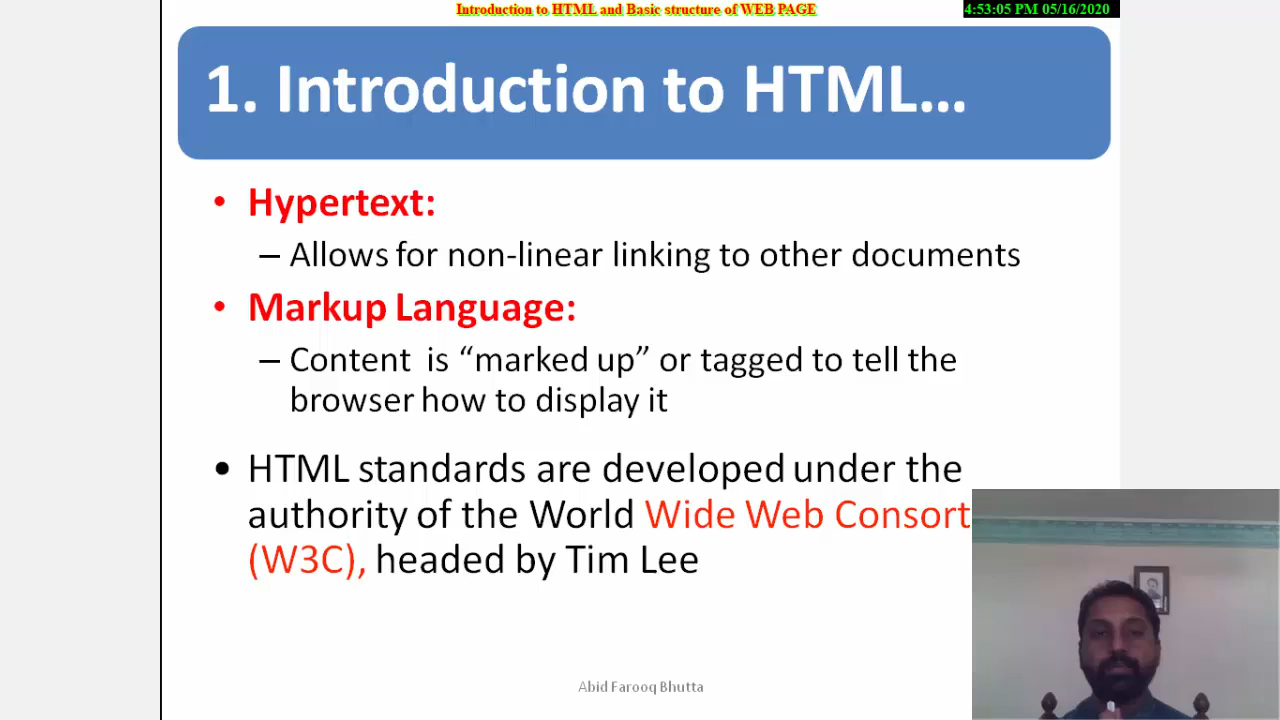 Introduction to HTML and Basic structure of WEB PAGE
4:53:05 PM 05/16/2020
1. Introduction to HTML...
• Hypertext:
– Allows for non-linear linking to other documents
• Markup Language:
– Content is “marked up” or tagged to tell the
browser how to display it
• HTML standards are developed under the
authority of the World Wide Web Consort
(W3C), headed by Tim Lee
Abid Farooq Bhutta